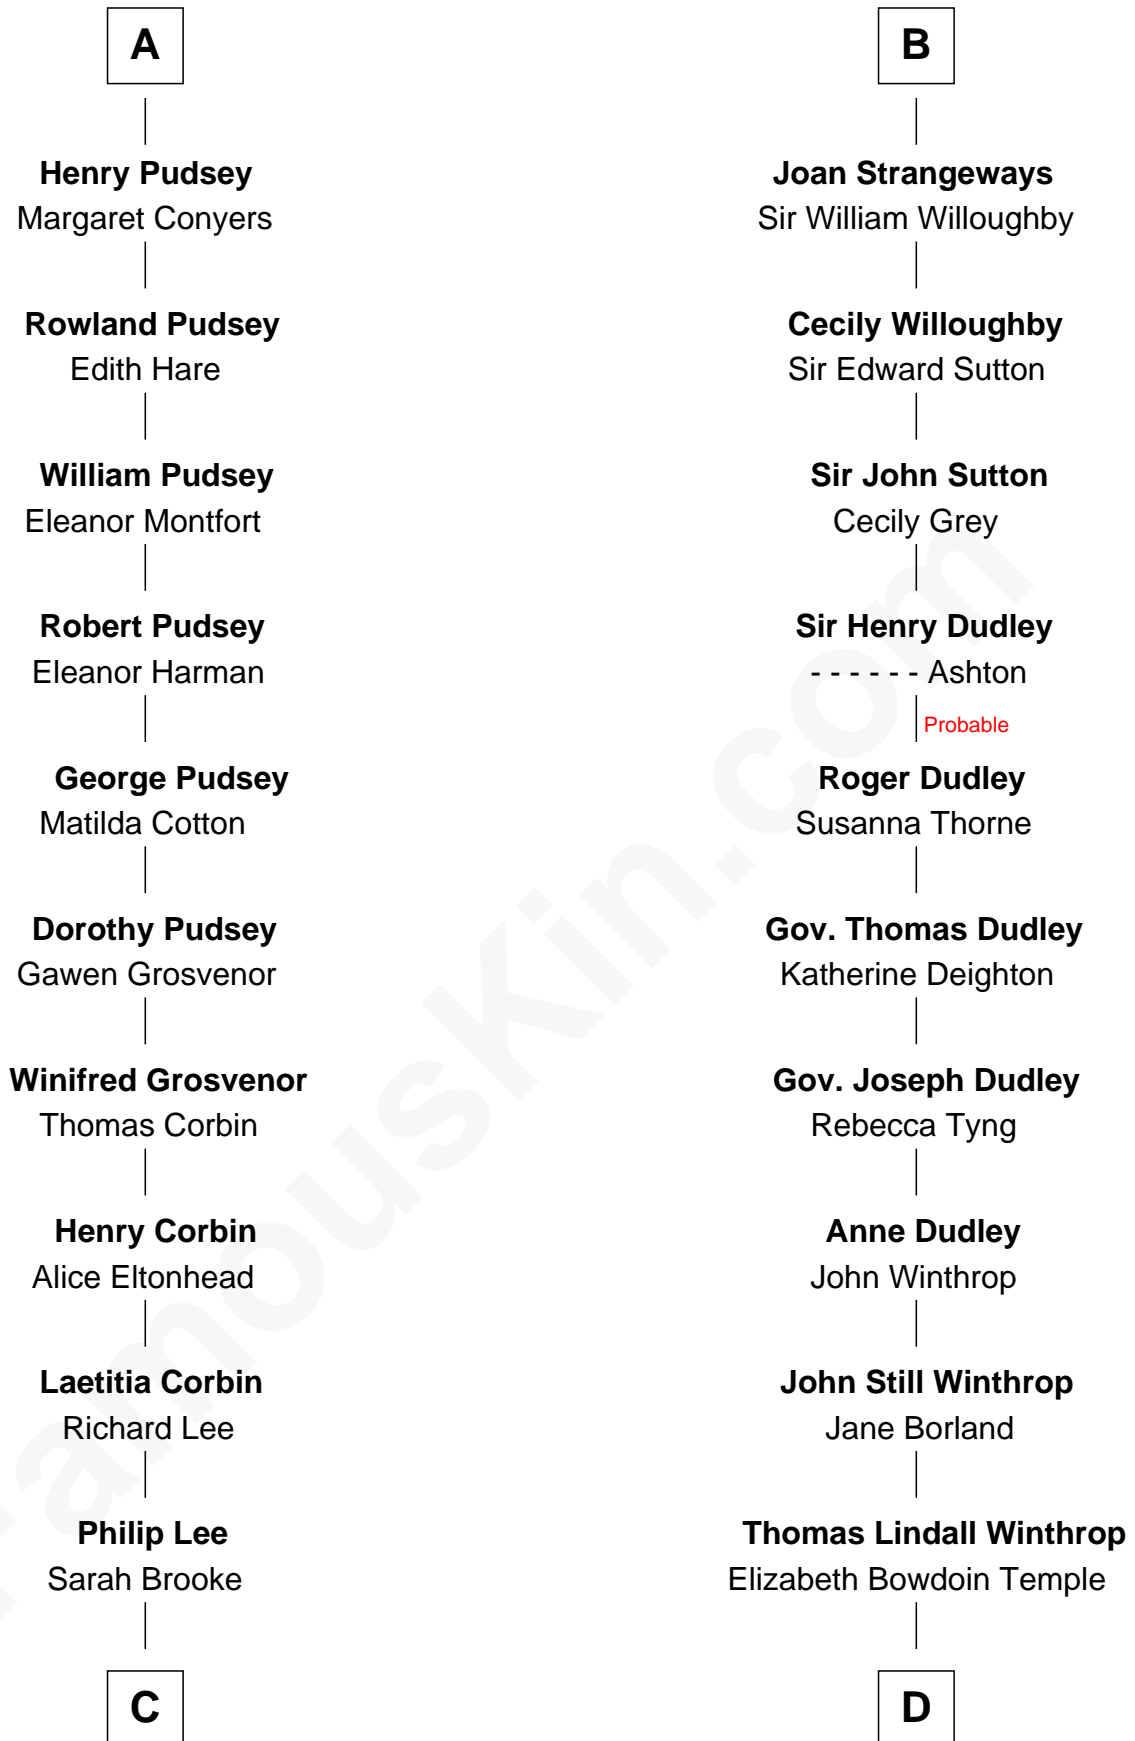 A
Henry Pudsey
Margaret Conyers
Rowland Pudsey
Edith Hare
William Pudsey
Eleanor Montfort
Robert Pudsey
Eleanor Harman
George Pudsey
Matilda Cotton
Dorothy Pudsey
Gawen Grosvenor
Winifred Grosvenor
Thomas Corbin
Henry Corbin
Alice Eltonhead
Laetitia Corbin
Richard Lee
Philip Lee
Sarah Brooke
C
B
Joan Strangeways
Sir William Willoughby
Cecily Willoughby
Sir Edward Sutton
Sir John Sutton
Cecily Grey
Sir Henry Dudley
- - - - - - Ashton
Probable
Roger Dudley
Susanna Thorne
Gov. Thomas Dudley
Katherine Deighton
Gov. Joseph Dudley
Rebecca Tyng
Anne Dudley
John Winthrop
John Still Winthrop
Jane Borland
Thomas Lindall Winthrop
Elizabeth Bowdoin Temple
D
FamousKin.com